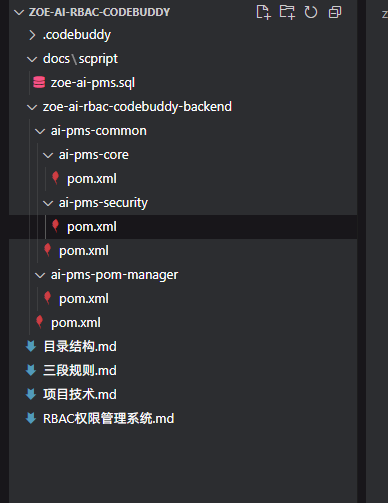 ZOE-AI-RBAC-CODEBUDDY
.codebuddy
docs\scpript
zoe-ai-pms.sql
zoe-ai-rbac-codebuddy-backend
ai-pms-common
ai-pms-core
pom.xml
ai-pms-security
pom.xml
pom.xml
ai-pms-pom-manager
pom.xml
pom.xml
目录结构.md
三段规则.md
项目技术.md
RBAC权限管理系统.md